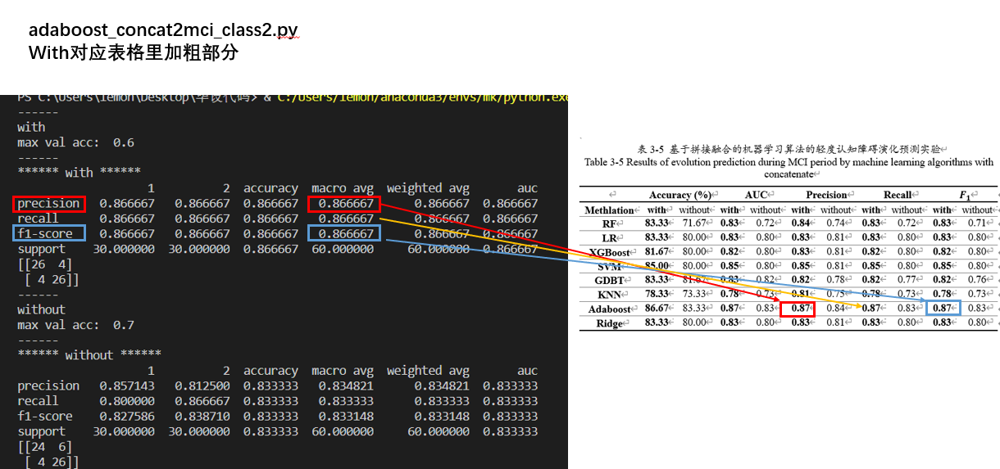 adaboost_concat2mci_class2.py
With对应表格里加粗部分
PS C:\Users\lemon\Desktop\毕设代码> & C:/Users/lemon/anaconda3/envs/mk/python.exe
------
with
max val acc:  0.6
------
****** with ******
1 2 accuracy macro avg weighted avg auc
precision 0.866667 0.866667 0.866667 0.866667 0.866667 0.866667
recall 0.866667 0.866667 0.866667 0.866667 0.866667 0.866667
f1-score 0.866667 0.866667 0.866667 0.866667 0.866667 0.866667
support 30.000000 30.000000 0.866667 60.000000 60.000000 0.866667
[[26  4]
 [ 4 26]]
------
without
max val acc:  0.7
------
****** without ******
1 2 accuracy macro avg weighted avg auc
precision 0.857143 0.812500 0.833333 0.834821 0.834821 0.833333
recall 0.800000 0.866667 0.833333 0.833333 0.833333 0.833333
f1-score 0.827586 0.838710 0.833333 0.833148 0.833148 0.833333
support 30.000000 30.000000 0.833333 60.000000 60.000000 0.833333
[[24  6]
 [ 4 26]]
表 3-5 基于拼接融合的机器学习算法的轻度认知障碍演化预测实验
Table 3-5 Results of evolution prediction during MCI period by machine learning algorithms with
concatenate
Accuracy (%) AUC Precision Recall F1
Methlation with without with without with without with without with without
RF 83.33 71.67 0.83 0.72 0.84 0.74 0.83 0.72 0.83 0.71
LR 83.33 80.00 0.83 0.80 0.83 0.81 0.83 0.80 0.83 0.80
XGBoost 81.67 80.00 0.82 0.80 0.83 0.81 0.82 0.80 0.82 0.80
SVM 85.00 80.00 0.85 0.80 0.85 0.81 0.85 0.80 0.85 0.80
GDBT 83.33 81.67 0.83 0.82 0.82 0.78 0.82 0.77 0.82 0.76
KNN 78.33 73.33 0.78 0.73 0.81 0.75 0.78 0.73 0.78 0.73
Adaboost 86.67 83.33 0.87 0.83 0.87 0.84 0.87 0.83 0.87 0.83
Ridge 83.33 80.00 0.83 0.80 0.83 0.81 0.83 0.80 0.83 0.80